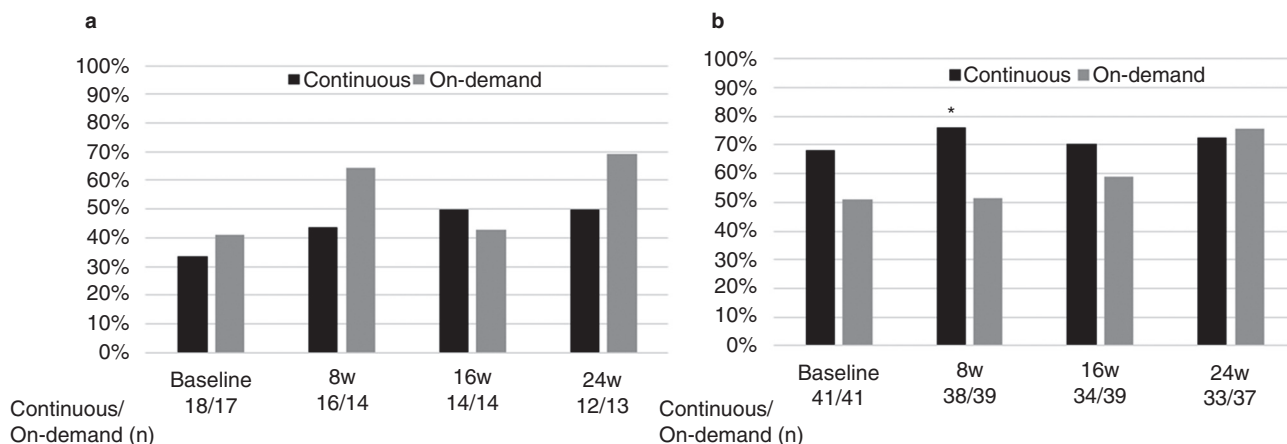 a
100%
90%
80%
70%
60%
50%
40%
30%
20%
10%
0%
Continuous On-demand
Baseline 8w 16w 24w
Continuous/ 18/17 16/14 14/14 12/13
On-demand (n)
b
100%
90%
80%
70%
60%
50%
40%
30%
20%
10%
0%
Continuous On-demand
*
Baseline 8w 16w 24w
Continuous/ 41/41 38/39 34/39 33/37
On-demand (n)